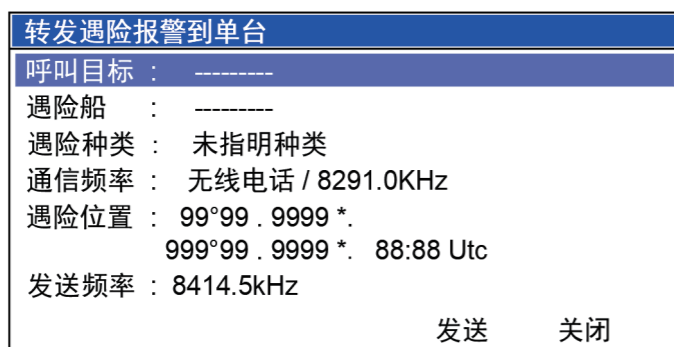 转发遇险报警到单台
呼叫目标 : ---------
遇险船 : ---------
遇险种类 : 未指明种类
通信频率 : 无线电话 / 8291.0KHz
遇险位置 : 99°99 . 9999 *.
999°99 . 9999 *. 88:88 Utc
发送频率 : 8414.5kHz
发送 关闭